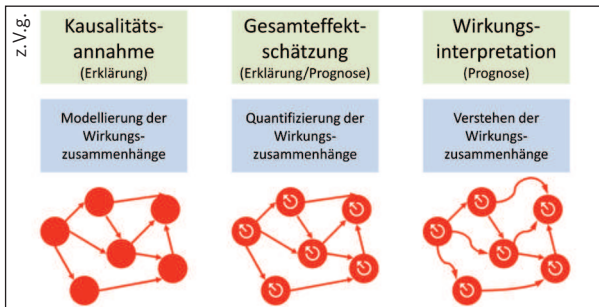 z.V.g.
Kausalitäts-
annahme
(Erklärung)
Gesamteffekt-
schätzung
(Erklärung/Prognose)
Wirkungs-
interpretation
(Prognose)
Modellierung der
Wirkungs-
zusammenhänge
Quantifizierung der
Wirkungs-
zusammenhänge
Verstehen der
Wirkungs-
zusammenhänge